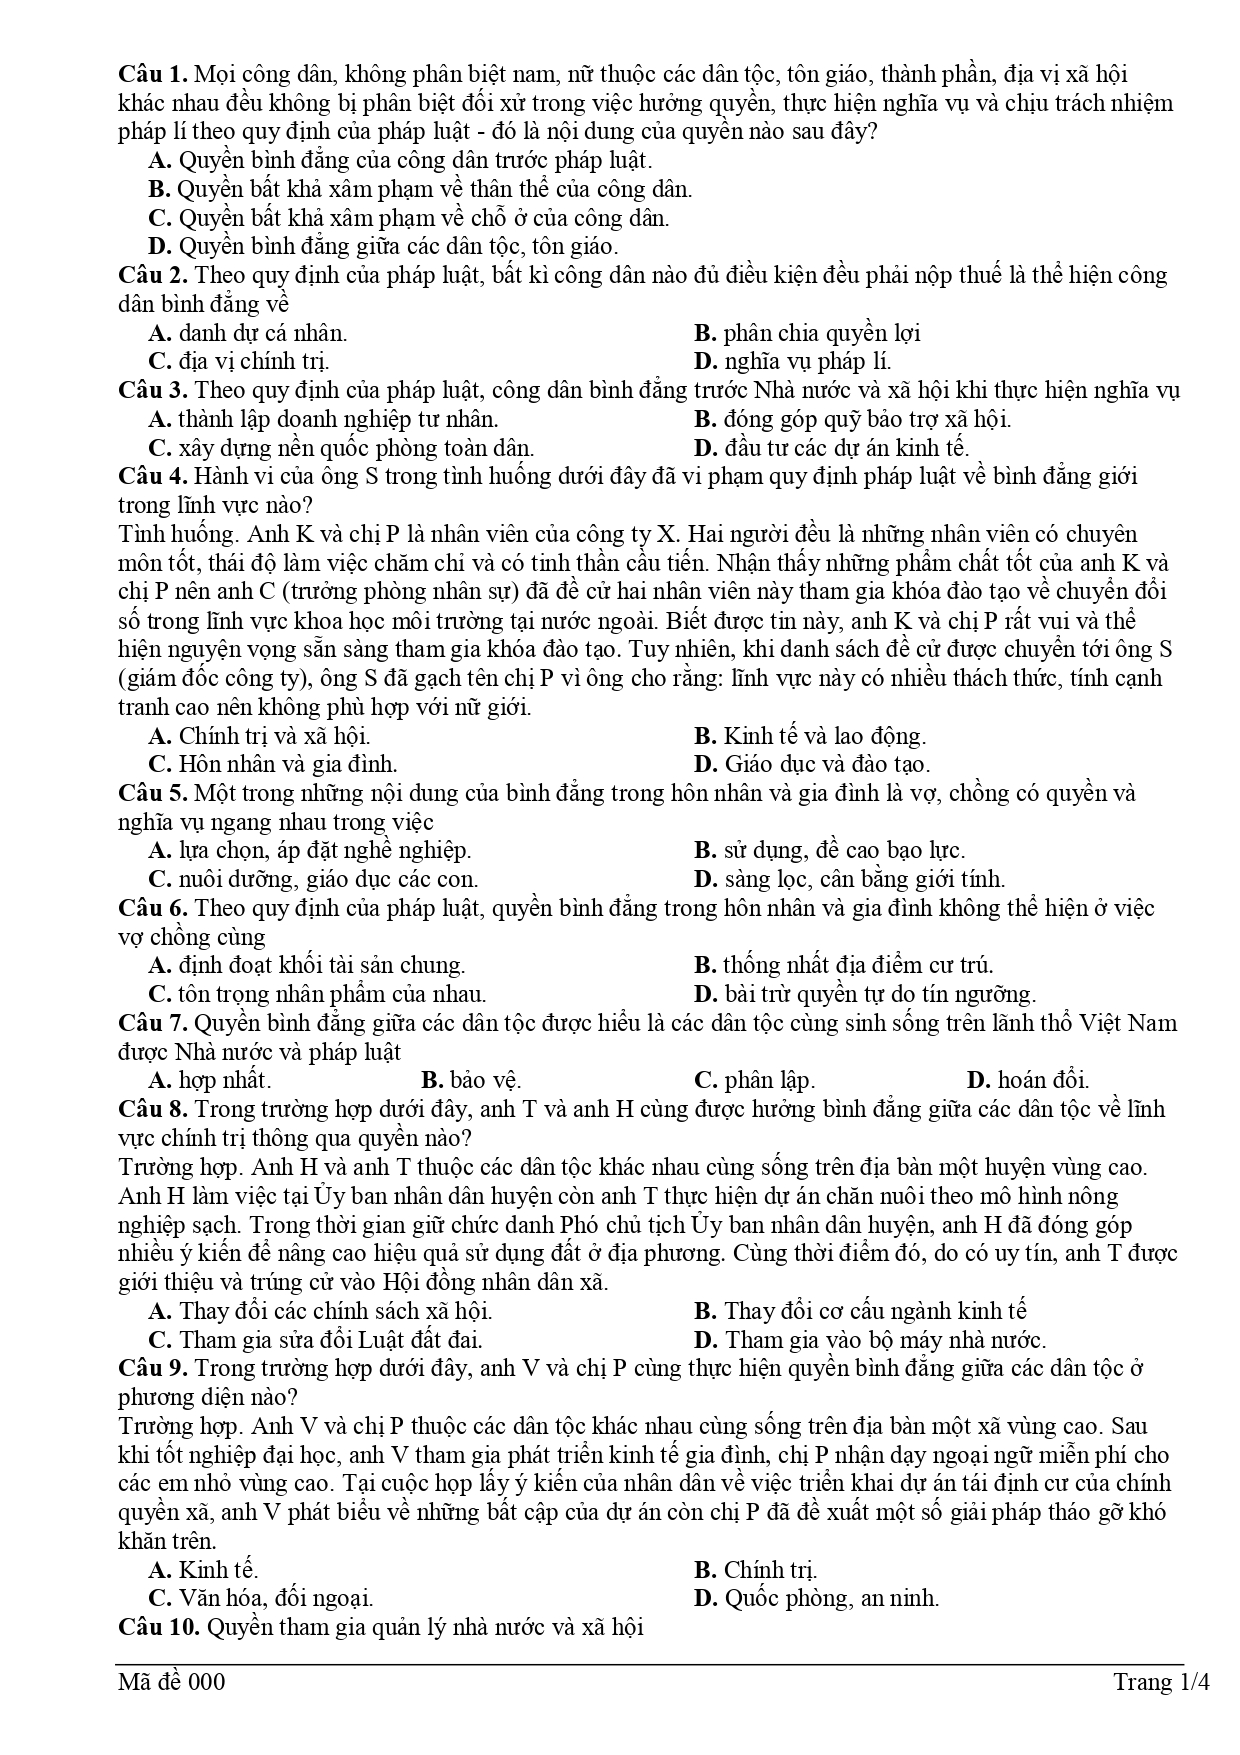 Câu 1. Mọi công dân, không phân biệt nam, nữ thuộc các dân tộc, tôn giáo, thành phần, địa vị xã hội
khác nhau đều không bị phân biệt đối xử trong việc hưởng quyền, thực hiện nghĩa vụ và chịu trách nhiệm
pháp lí theo quy định của pháp luật - đó là nội dung của quyền nào sau đây?
A. Quyền bình đẳng của công dân trước pháp luật.
B. Quyền bất khả xâm phạm về thân thể của công dân.
C. Quyền bất khả xâm phạm về chỗ ở của công dân.
D. Quyền bình đẳng giữa các dân tộc, tôn giáo.
Câu 2. Theo quy định của pháp luật, bất kì công dân nào đủ điều kiện đều phải nộp thuế là thể hiện công
dân bình đẳng về
A. danh dự cá nhân. B. phân chia quyền lợi
C. địa vị chính trị. D. nghĩa vụ pháp lí.
Câu 3. Theo quy định của pháp luật, công dân bình đẳng trước Nhà nước và xã hội khi thực hiện nghĩa vụ
A. thành lập doanh nghiệp tư nhân. B. đóng góp quỹ bảo trợ xã hội.
C. xây dựng nền quốc phòng toàn dân. D. đầu tư các dự án kinh tế.
Câu 4. Hành vi của ông S trong tình huống dưới đây đã vi phạm quy định pháp luật về bình đẳng giới
trong lĩnh vực nào?
Tình huống. Anh K và chị P là nhân viên của công ty X. Hai người đều là những nhân viên có chuyên
môn tốt, thái độ làm việc chăm chỉ và có tinh thần cầu tiến. Nhận thấy những phẩm chất tốt của anh K và
chị P nên anh C (trưởng phòng nhân sự) đã đề cử hai nhân viên này tham gia khóa đào tạo về chuyển đổi
số trong lĩnh vực khoa học môi trường tại nước ngoài. Biết được tin này, anh K và chị P rất vui và thể
hiện nguyện vọng sẵn sàng tham gia khóa đào tạo. Tuy nhiên, khi danh sách đề cử được chuyển tới ông S
(giám đốc công ty), ông S đã gạch tên chị P vì ông cho rằng: lĩnh vực này có nhiều thách thức, tính cạnh
tranh cao nên không phù hợp với nữ giới.
A. Chính trị và xã hội. B. Kinh tế và lao động.
C. Hôn nhân và gia đình. D. Giáo dục và đào tạo.
Câu 5. Một trong những nội dung của bình đẳng trong hôn nhân và gia đình là vợ, chồng có quyền và
nghĩa vụ ngang nhau trong việc
A. lựa chọn, áp đặt nghề nghiệp. B. sử dụng, đề cao bạo lực.
C. nuôi dưỡng, giáo dục các con. D. sàng lọc, cân bằng giới tính.
Câu 6. Theo quy định của pháp luật, quyền bình đẳng trong hôn nhân và gia đình không thể hiện ở việc
vợ chồng cùng
A. định đoạt khối tài sản chung. B. thống nhất địa điểm cư trú.
C. tôn trọng nhân phẩm của nhau. D. bài trừ quyền tự do tín ngưỡng.
Câu 7. Quyền bình đẳng giữa các dân tộc được hiểu là các dân tộc cùng sinh sống trên lãnh thổ Việt Nam
được Nhà nước và pháp luật
A. hợp nhất. B. bảo vệ. C. phân lập. D. hoán đổi.
Câu 8. Trong trường hợp dưới đây, anh T và anh H cùng được hưởng bình đẳng giữa các dân tộc về lĩnh
vực chính trị thông qua quyền nào?
Trường hợp. Anh H và anh T thuộc các dân tộc khác nhau cùng sống trên địa bàn một huyện vùng cao.
Anh H làm việc tại Ủy ban nhân dân huyện còn anh T thực hiện dự án chăn nuôi theo mô hình nông
nghiệp sạch. Trong thời gian giữ chức danh Phó chủ tịch Ủy ban nhân dân huyện, anh H đã đóng góp
nhiều ý kiến để nâng cao hiệu quả sử dụng đất ở địa phương. Cùng thời điểm đó, do có uy tín, anh T được
giới thiệu và trúng cử vào Hội đồng nhân dân xã.
A. Thay đổi các chính sách xã hội. B. Thay đổi cơ cấu ngành kinh tế
C. Tham gia sửa đổi Luật đất đai. D. Tham gia vào bộ máy nhà nước.
Câu 9. Trong trường hợp dưới đây, anh V và chị P cùng thực hiện quyền bình đẳng giữa các dân tộc ở
phương diện nào?
Trường hợp. Anh V và chị P thuộc các dân tộc khác nhau cùng sống trên địa bàn một xã vùng cao. Sau
khi tốt nghiệp đại học, anh V tham gia phát triển kinh tế gia đình, chị P nhận dạy ngoại ngữ miễn phí cho
các em nhỏ vùng cao. Tại cuộc họp lấy ý kiến của nhân dân về việc triển khai dự án tái định cư của chính
quyền xã, anh V phát biểu về những bất cập của dự án còn chị P đã đề xuất một số giải pháp tháo gỡ khó
khăn trên.
A. Kinh tế. B. Chính trị.
C. Văn hóa, đối ngoại. D. Quốc phòng, an ninh.
Câu 10. Quyền tham gia quản lý nhà nước và xã hội
Mã đề 000 Trang 1/4